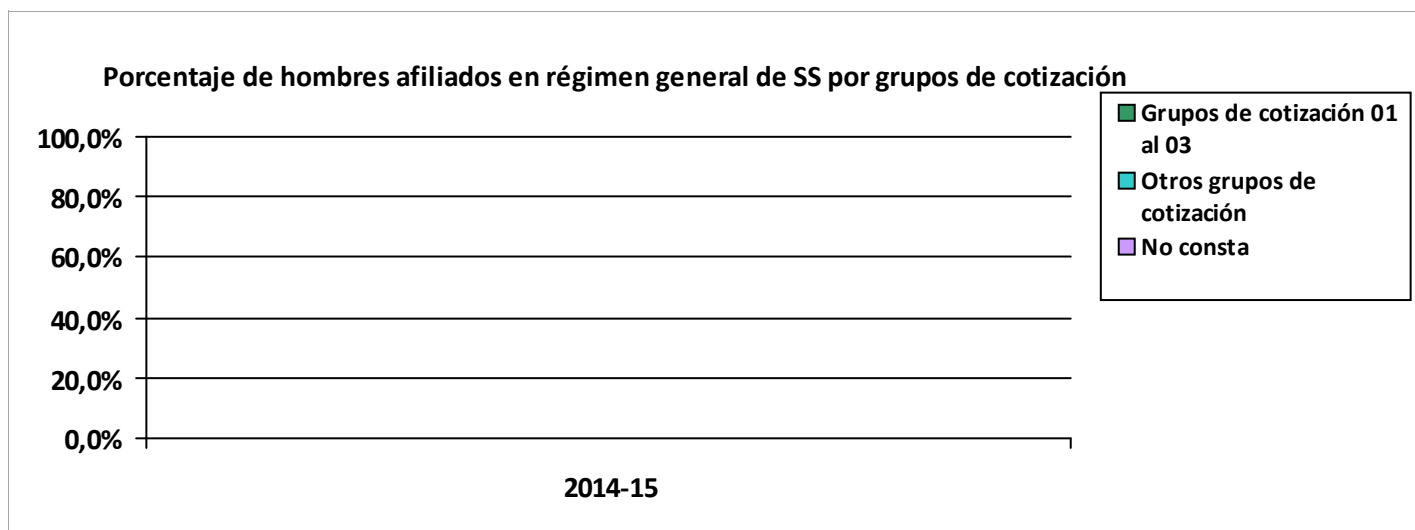 Porcentaje de hombres afiliados en régimen general de SS por grupos de cotización
100,0%
80,0%
60,0%
40,0%
20,0%
0,0%
2014-15
Grupos de cotización 01
al 03
Otros grupos de
cotización
No consta